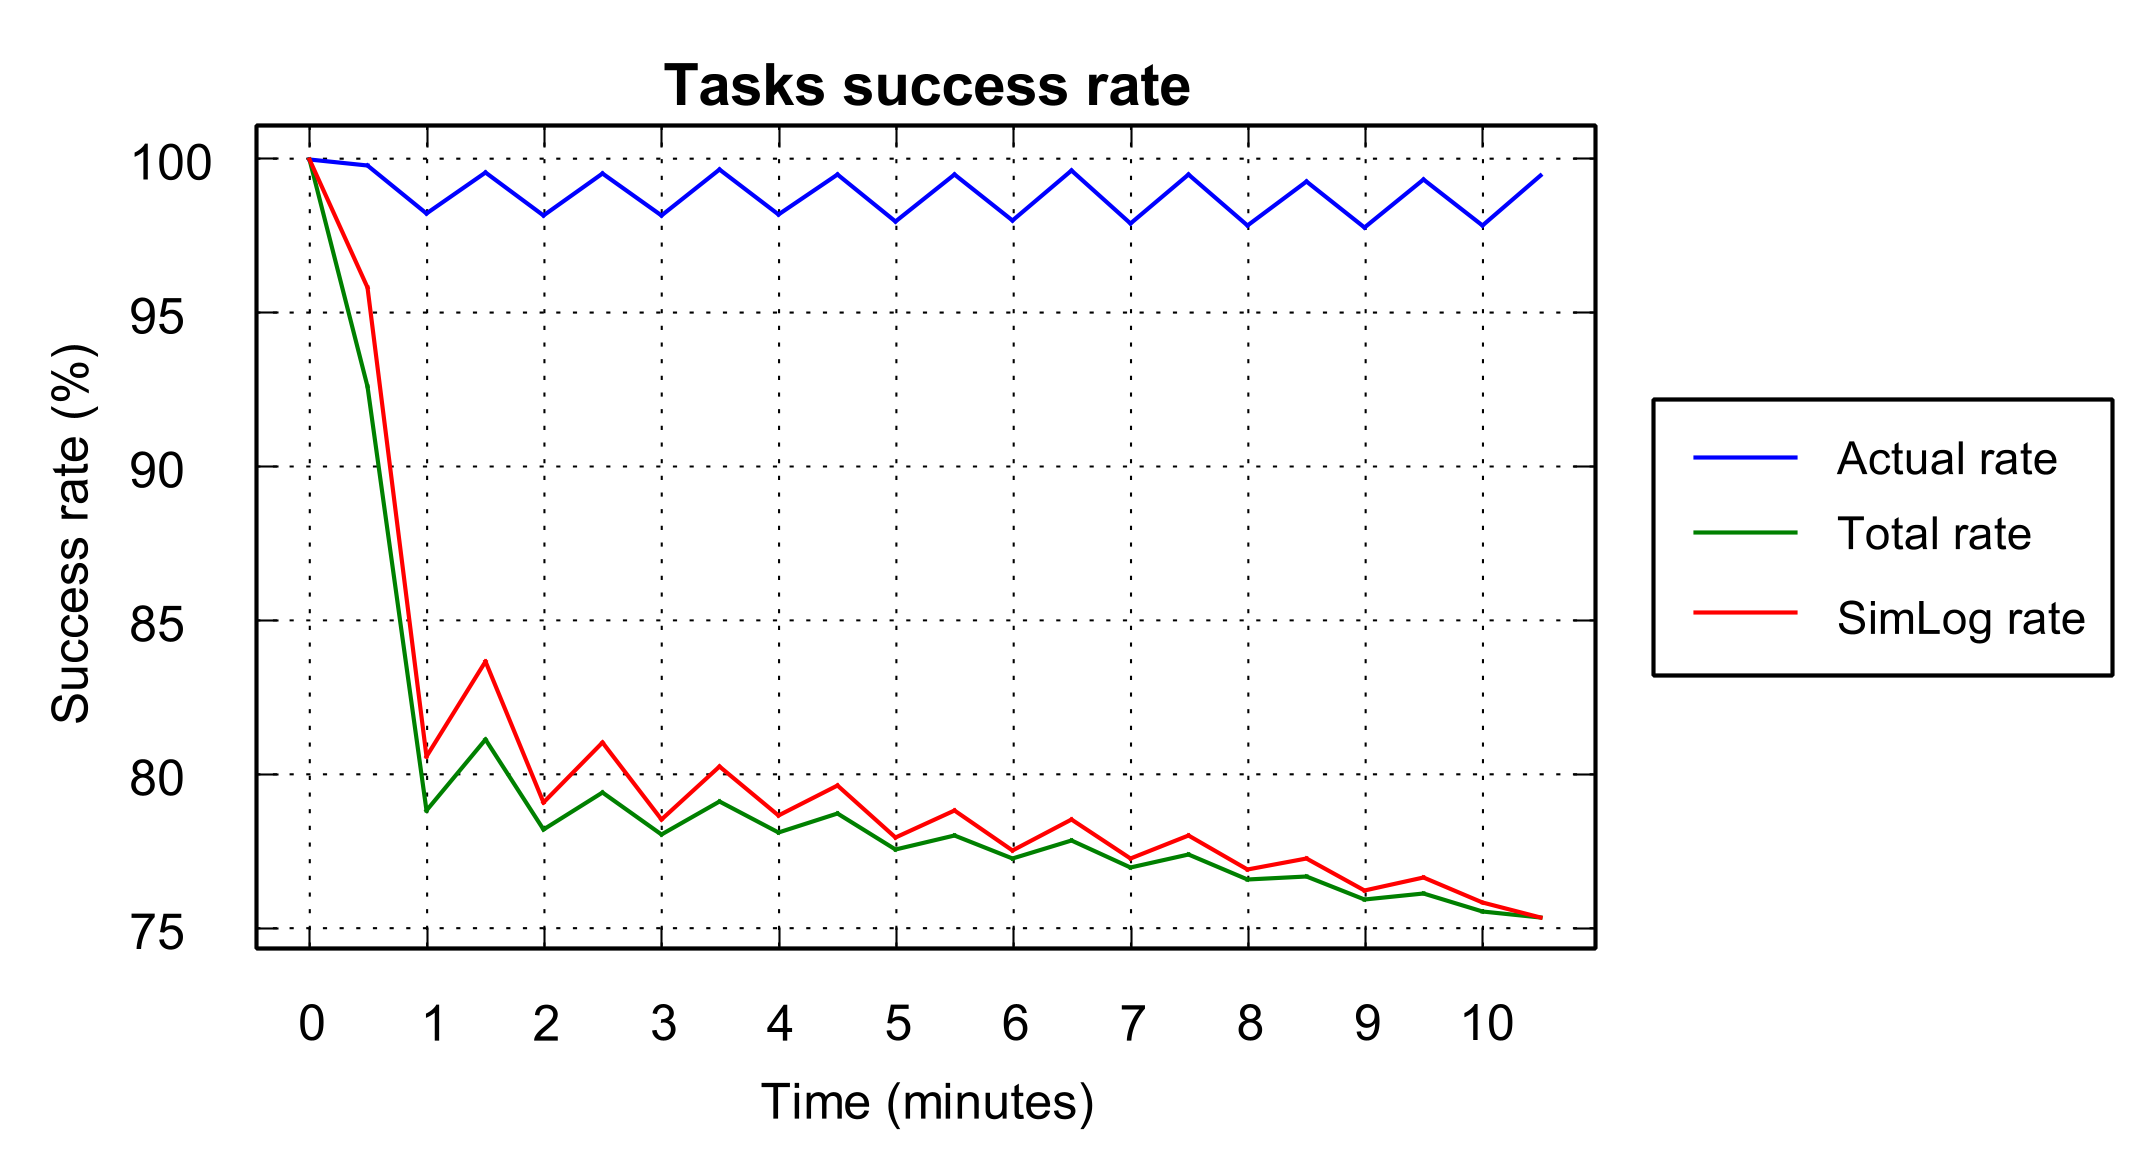 Tasks success rate
100
95
90
85
80
75
Success rate (%)
0 1 2 3 4 5 6 7 8 9 10
Time (minutes)
Actual rate
Total rate
SimLog rate